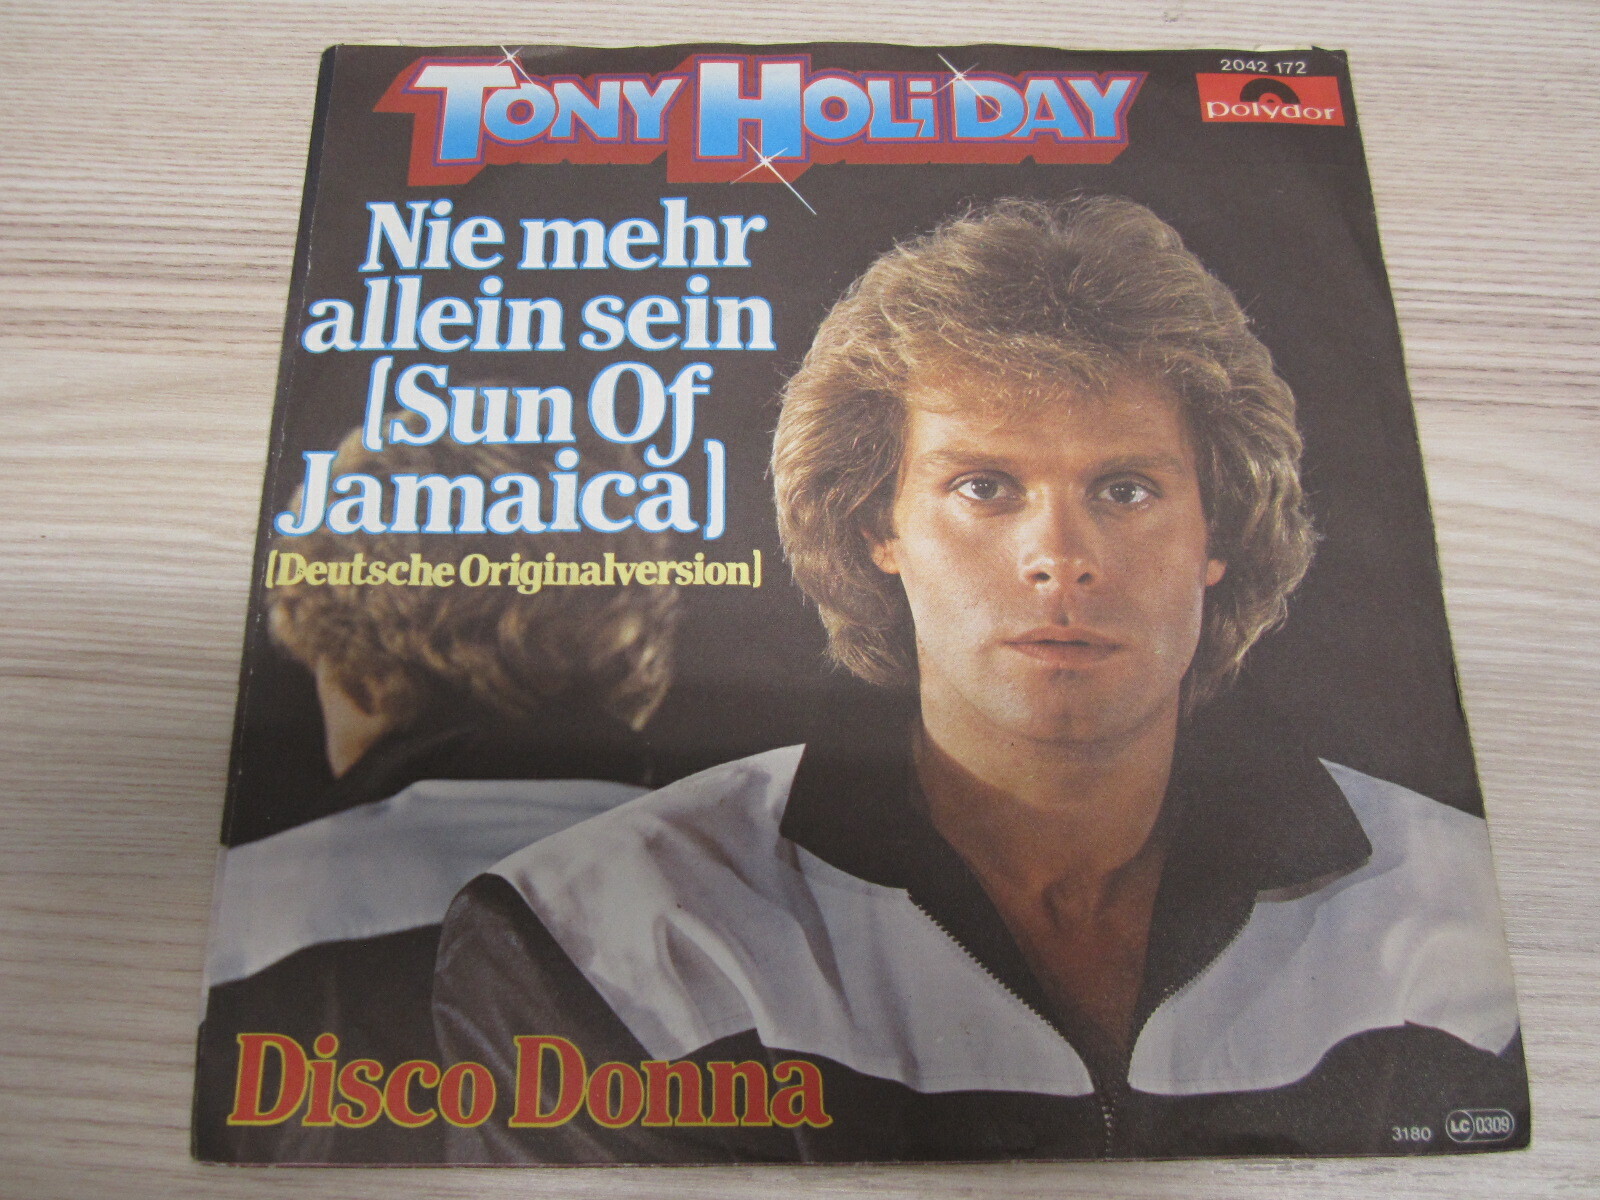 TONY HOLiDAY
2042 172
polydor
Nie mehr
allein sein
(Sun Of
Jamaica)
(Deutsche Originalversion)
Disco Donna
3180 LC 0309